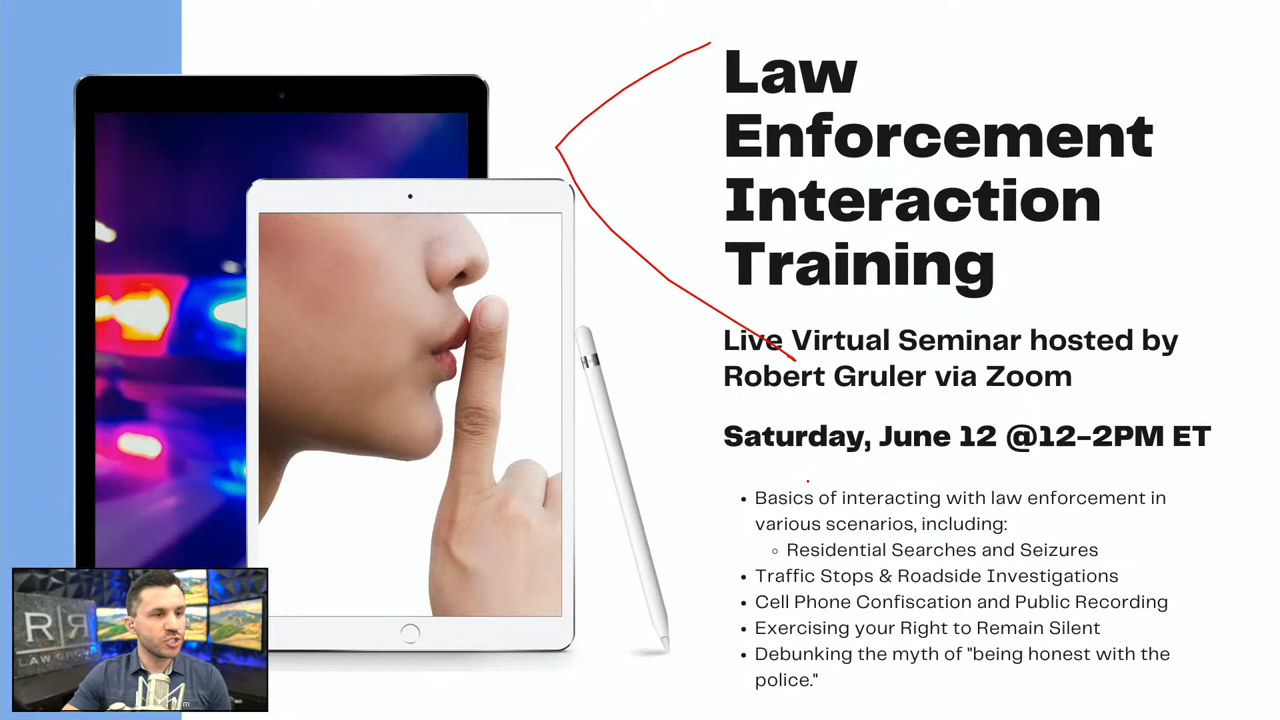 Law
Enforcement
Interaction
Training
Live Virtual Seminar hosted by
Robert Gruler via Zoom
Saturday, June 12 @12-2PM ET
• Basics of interacting with law enforcement in
various scenarios, including:
◦ Residential Searches and Seizures
• Traffic Stops & Roadside Investigations
• Cell Phone Confiscation and Public Recording
• Exercising your Right to Remain Silent
• Debunking the myth of "being honest with the
police."
R|R
LAW GROUP